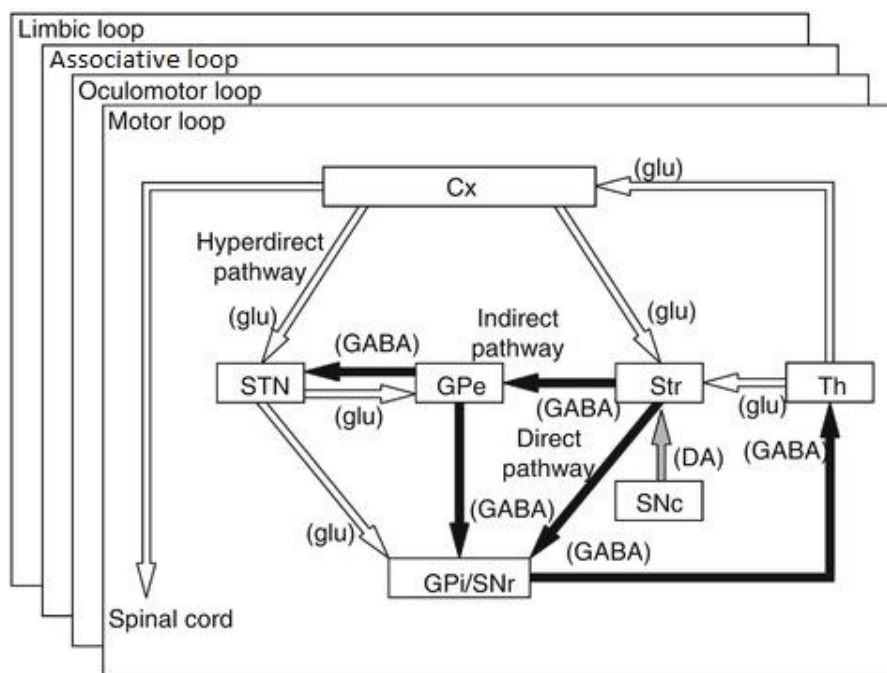 Limbic loop
Associative loop
Oculomotor loop
Motor loop
(glu)
Cx
Hyperdirect
pathway
(glu)
(glu)
Indirect
pathway
(GABA)
STN
GPe
Str
Th
(glu)
(GABA)
(glu)
Direct
pathway
(DA)
(GABA)
SNc
(GABA)
(glu)
(GABA)
GPi/SNr
Spinal cord